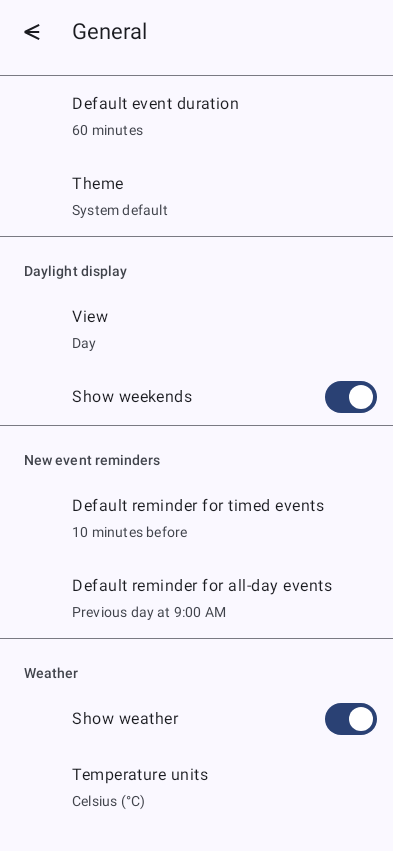 General
Default event duration
60 minutes
Theme
System default
Daylight display
View
Day
Show weekends
New event reminders
Default reminder for timed events
10 minutes before
Default reminder for all-day events
Previous day at 9:00 AM
Weather
Show weather
Temperature units
Celsius (°C)